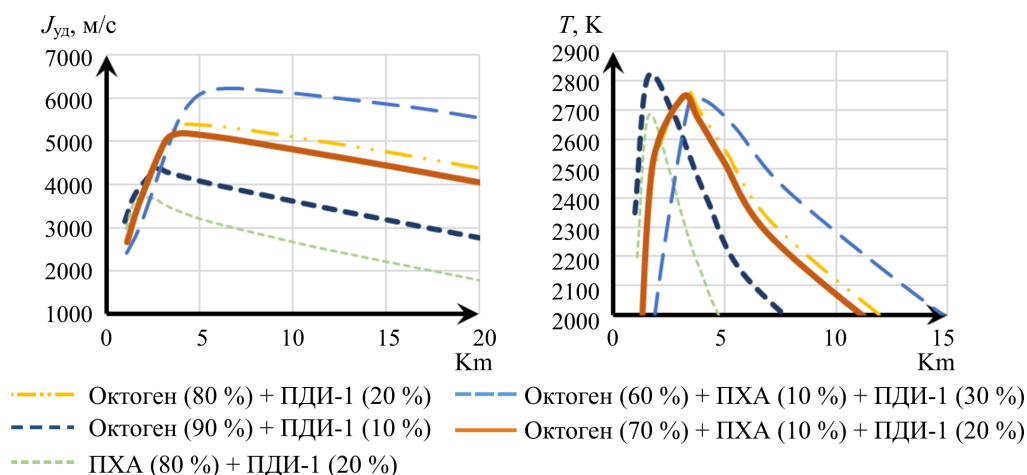 Jуд, м/с
7000
6000
5000
4000
3000
2000
1000
0 5 10 15 20
Km
T, K
2900
2800
2700
2600
2500
2400
2300
2200
2100
2000
0 5 10 15
Km
Октоген (80 %) + ПДИ-1 (20 %)
Октоген (60 %) + ПХА (10 %) + ПДИ-1 (30 %)
Октоген (90 %) + ПДИ-1 (10 %)
Октоген (70 %) + ПХА (10 %) + ПДИ-1 (20 %)
ПХА (80 %) + ПДИ-1 (20 %)